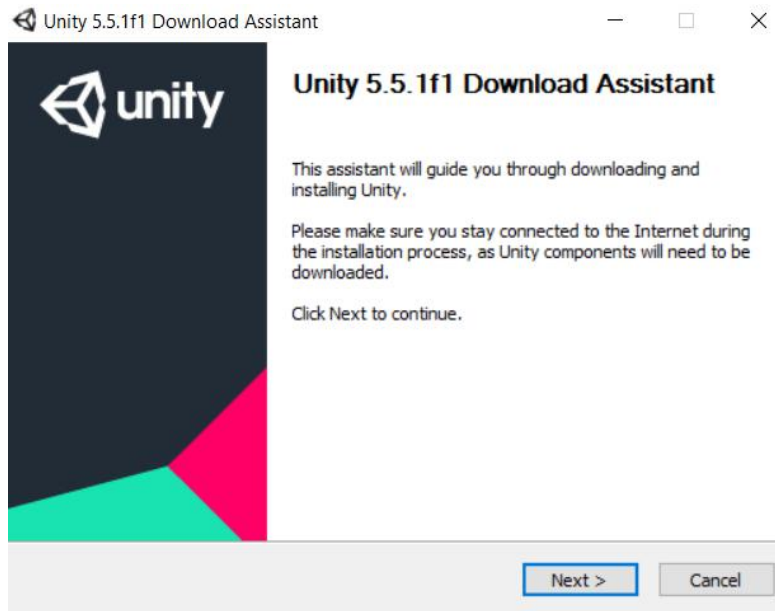 Unity 5.5.1f1 Download Assistant
unity
Unity 5.5.1f1 Download Assistant
This assistant will guide you through downloading and
installing Unity.
Please make sure you stay connected to the Internet during
the installation process, as Unity components will need to be
downloaded.
Click Next to continue.
Next >
Cancel